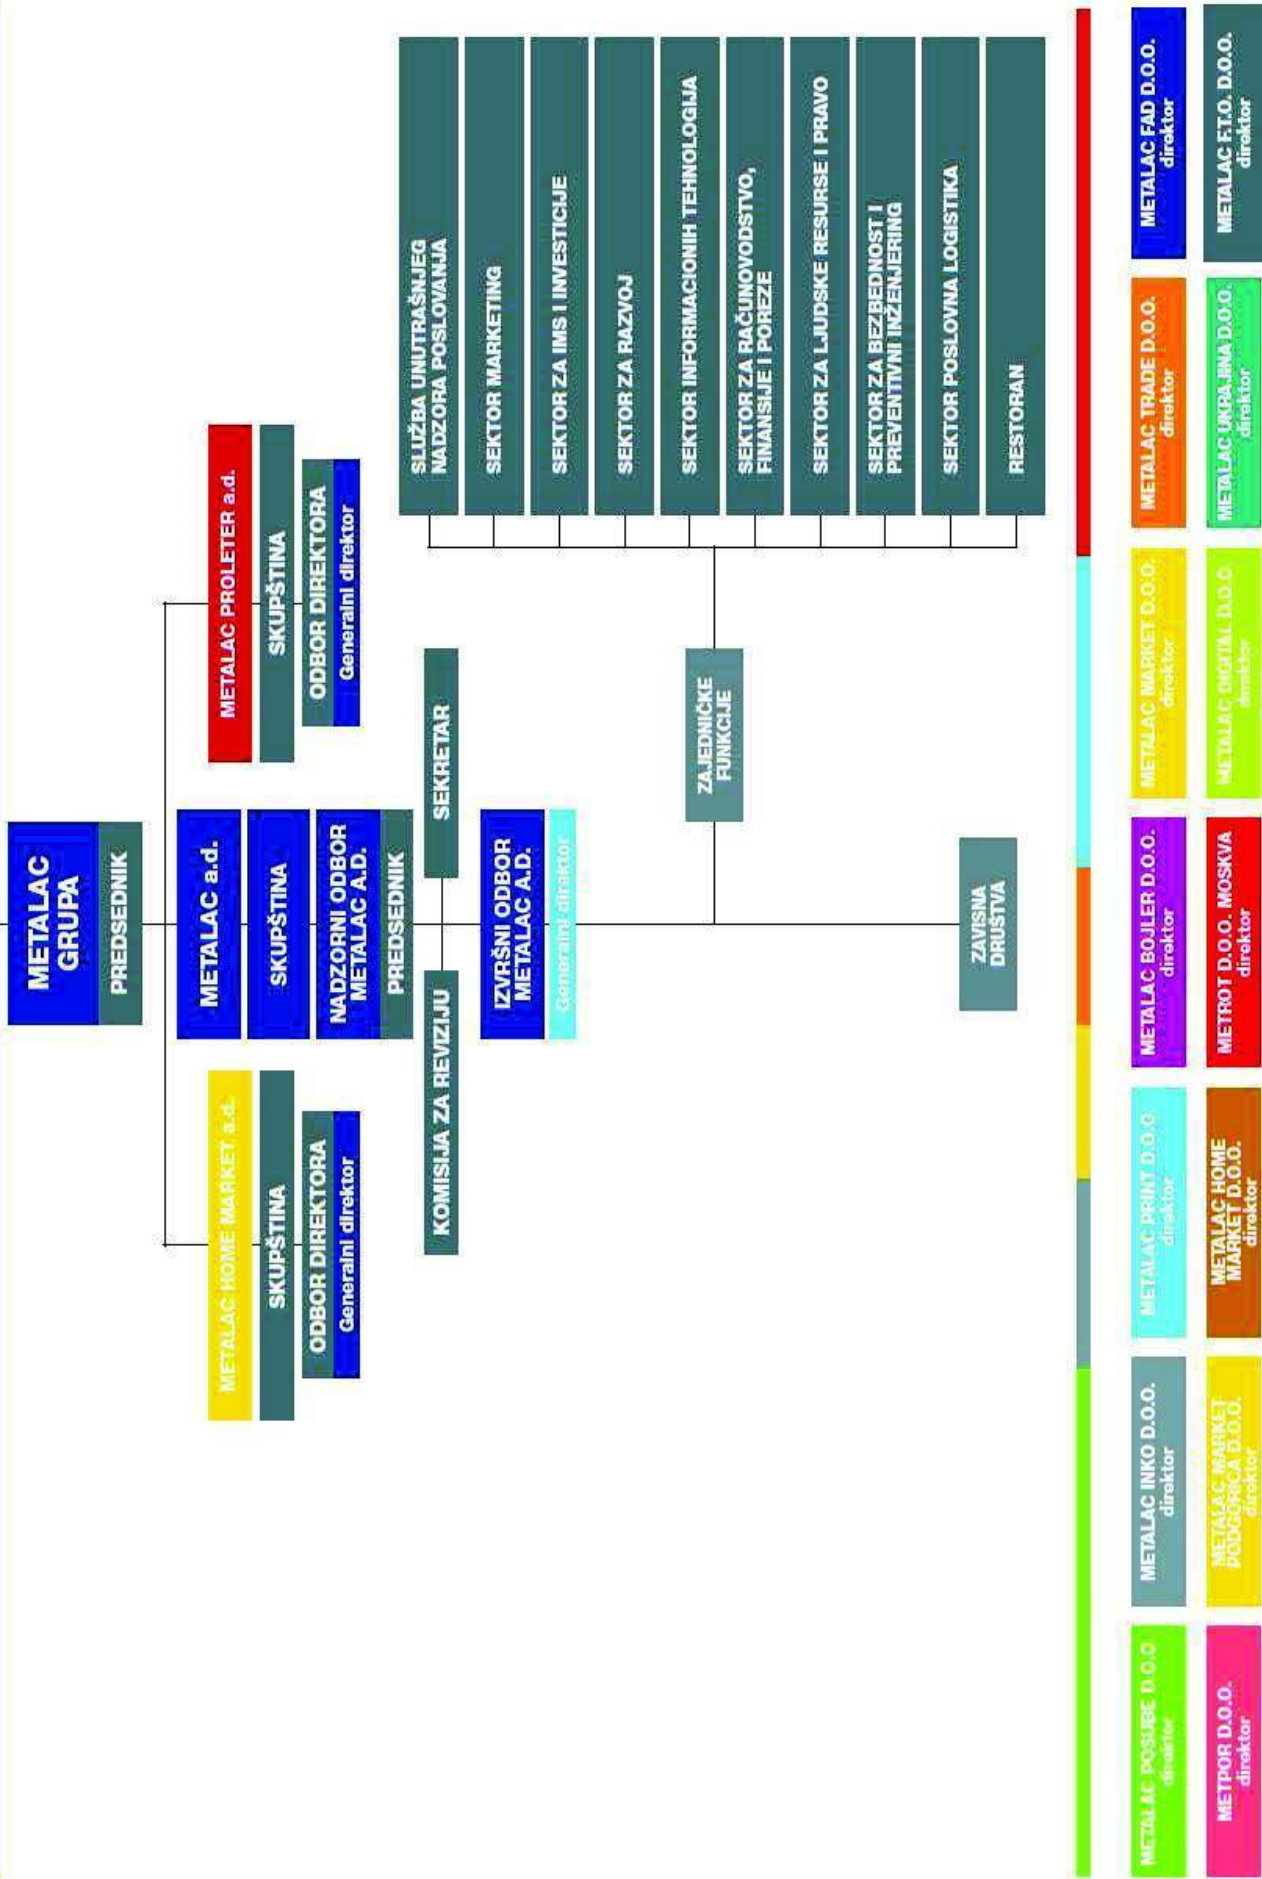 METALAC
GRUPA
PREDSEDNIK
METALAC HOME MARKET a.d.
SKUPŠTINA
ODBOR DIREKTORA
Generalni direktor
METALAC a.d.
SKUPŠTINA
NADZORNI ODBOR
METALAC A.D.
PREDSEDNIK
METALAC PROLETER a.d.
SKUPŠTINA
ODBOR DIREKTORA
Generalni direktor
KOMISIJA ZA REVIZIJU
SEKRETAR
IZVRŠNI ODBOR
METALAC A.D.
Generalni diraktor
ZAJEDNIČKE
FUNKCIJE
SLUŽBA UNUTRAŠNJEG
NADZORA POSLOVANJA
SEKTOR MARKETING
SEKTOR ZA IMS I INVESTICIJE
SEKTOR ZA RAZVOJ
SEKTOR INFORMACIONIH TEHNOLOGIJA
SEKTOR ZA RAČUNOVODSTVO,
FINANSIJE I POREZE
SEKTOR ZA LJUDSKE RESURSE I PRAVO
SEKTOR ZA BEZBEDNOST I
PREVENTIVNI INŽENJERING
SEKTOR POSLOVNA LOGISTIKA
RESTORAN
ZAVISNA
DRUŠTVA
METALAC POSUĐE D.O.O
direktor
METALAC INKO D.O.O.
direktor
METALAC PRINT D.O.O
direktor
METALAC BOJLER D.O.O.
direktor
METALAC MARKET D.O.O.
direktor
METALAC TRADE D.O.O.
direktor
METALAC FAD D.O.O.
direktor
METPOR D.O.O.
direktor
METALAC MARKET
PODGORICA D.O.O.
direktor
METALAC HOME
MARKET D.O.O.
direktor
METROT D.O.O. MOSKVA
direktor
METALAC DIGITAL D.O.O.
direktor
METALAC UKRAJINA D.O.O.
direktor
METALAC F.T.O. D.O.O.
direktor